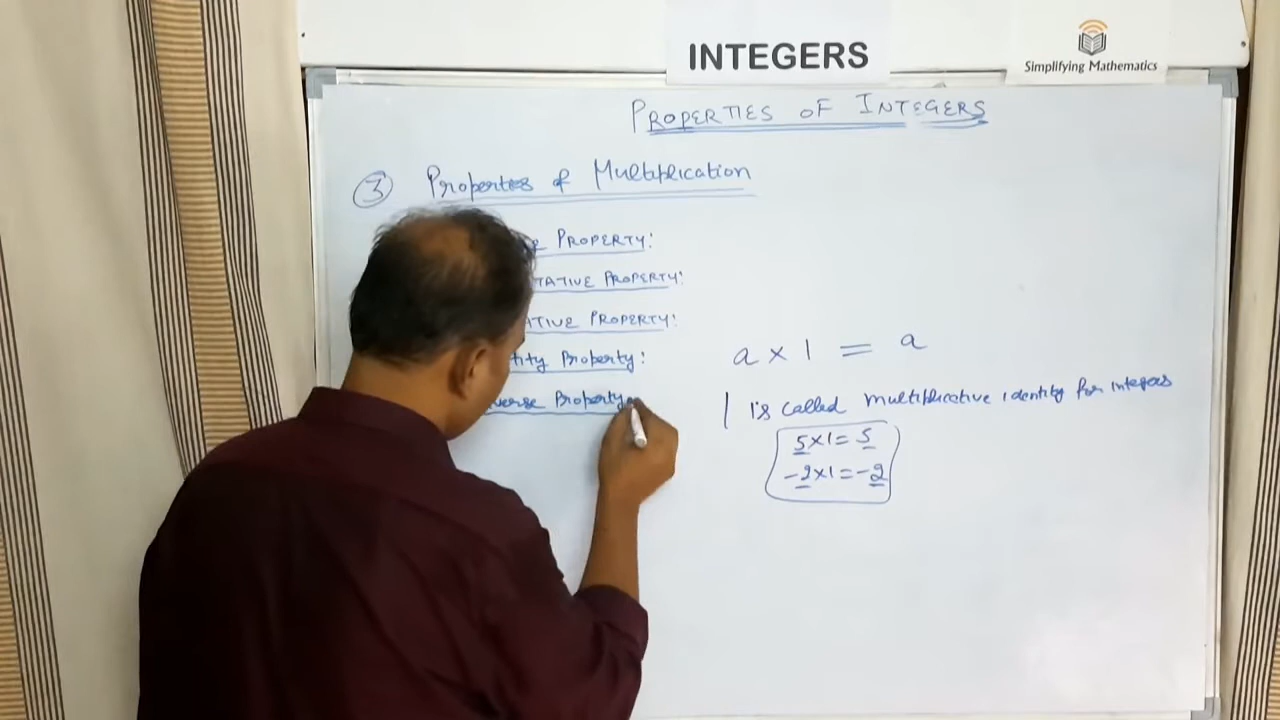 INTEGERS
Simplifying Mathematics
PROPERTIES OF INTEGERS
3 Properties of Multiplication
PROPERTY:
TATIVE PROPERTY:
ATIVE PROPERTY:
tity Property:
verse Property
a × 1 = a
1 is called multiplicative identity for integers
5×1=5
-2×1=-2